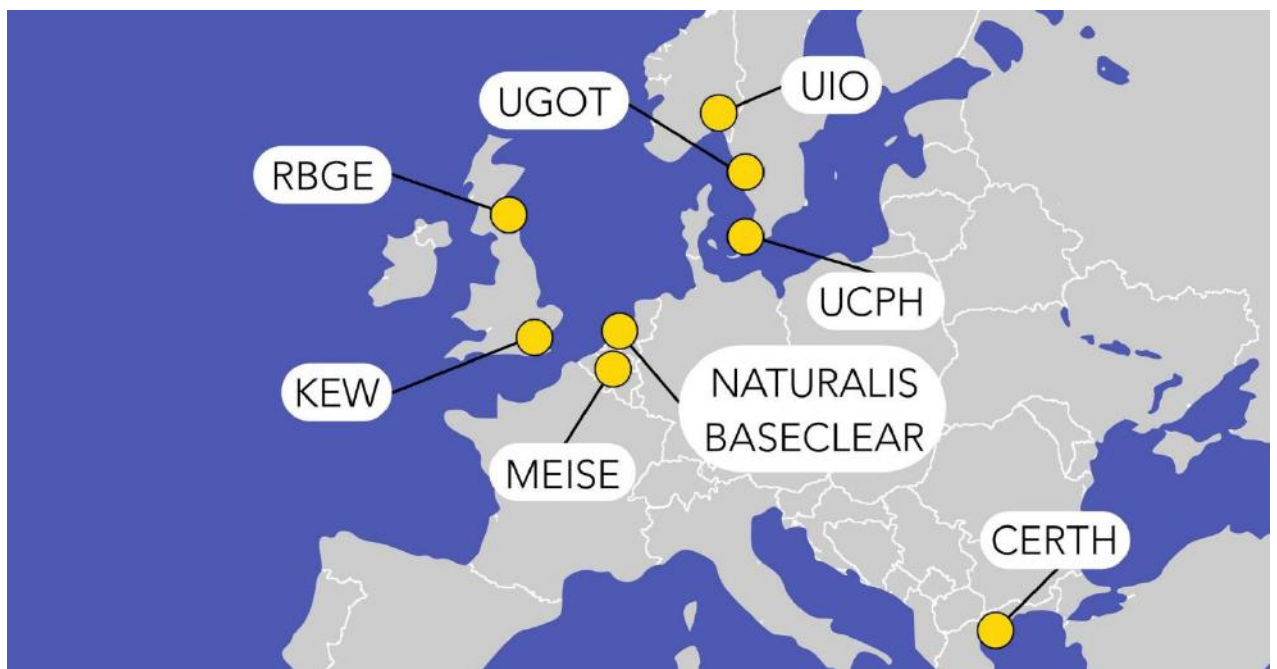 UIO
UGOT
RBGE
UCPH
KEW
NATURALIS
BASECLEAR
MEISE
CERTH